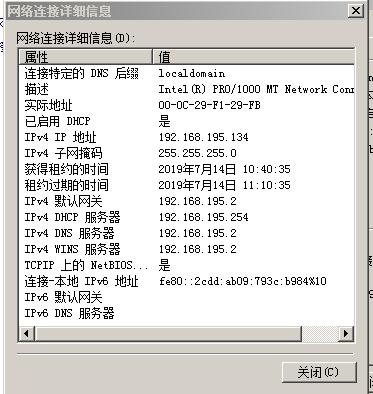 网络连接详细信息
网络连接详细信息(D):
属性 值
连接特定的 DNS 后缀 localdomain
描述 Intel(R) PRO/1000 MT Network Conn
实际地址 00-0C-29-F1-29-FB
已启用 DHCP 是
IPv4 IP 地址 192.168.195.134
IPv4 子网掩码 255.255.255.0
获得租约的时间 2019年7月14日 10:40:35
租约过期的时间 2019年7月14日 11:10:35
IPv4 默认网关 192.168.195.2
IPv4 DHCP 服务器 192.168.195.254
IPv4 DNS 服务器 192.168.195.2
IPv4 WINS 服务器 192.168.195.2
TCPIP 上的 NetBIOS... 是
连接-本地 IPv6 地址 fe80::2cdd:ab09:793c:b984%10
IPv6 默认网关
IPv6 DNS 服务器
关闭(C)